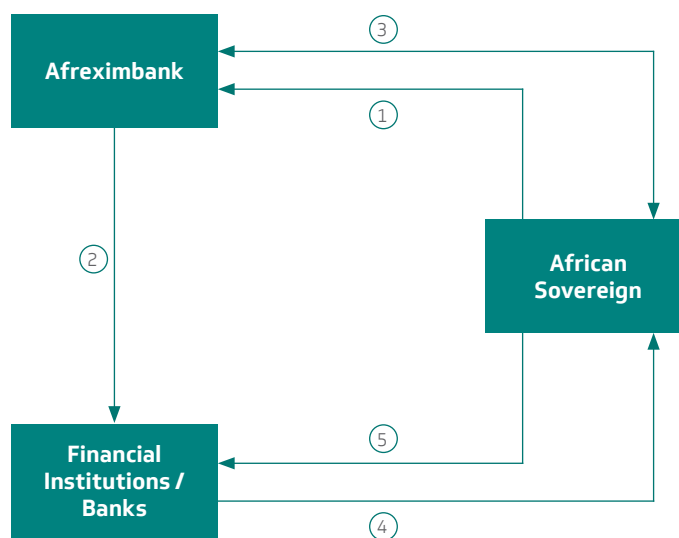 3
Afreximbank
1
2
African
Sovereign
5
Financial
Institutions /
Banks
4